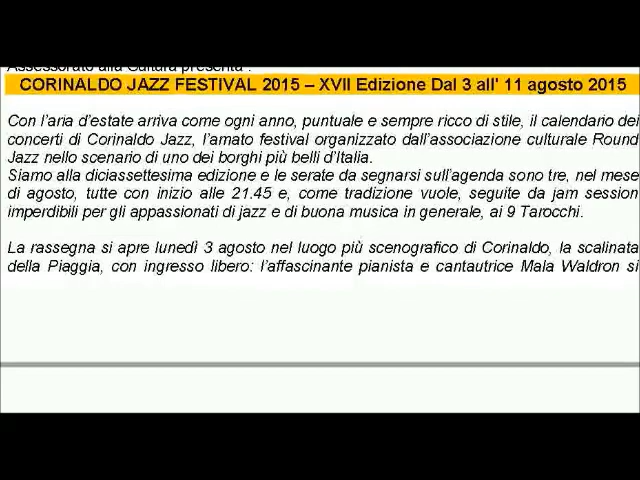 Assessorato alla Cultura presenta :
CORINALDO JAZZ FESTIVAL 2015 – XVII Edizione Dal 3 all' 11 agosto 2015
Con l’aria d’estate arriva come ogni anno, puntuale e sempre ricco di stile, il calendario dei
concerti di Corinaldo Jazz, l’amato festival organizzato dall’associazione culturale Round
Jazz nello scenario di uno dei borghi più belli d’Italia.
Siamo alla diciassettesima edizione e le serate da segnarsi sull’agenda sono tre, nel mese
di agosto, tutte con inizio alle 21.45 e, come tradizione vuole, seguite da jam session
imperdibili per gli appassionati di jazz e di buona musica in generale, ai 9 Tarocchi.
La rassegna si apre lunedì 3 agosto nel luogo più scenografico di Corinaldo, la scalinata
della Piaggia, con ingresso libero: l’affascinante pianista e cantautrice Mala Waldron si